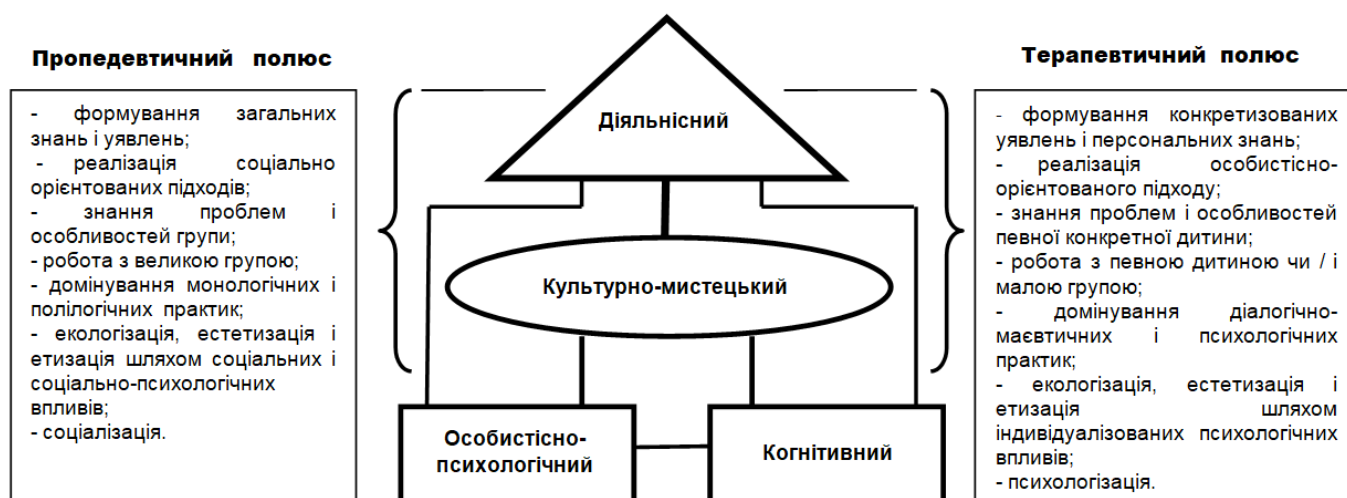 Пропедевтичний полюс
- формування загальних
знань і уявлень;
- реалізація соціально
орієнтованих підходів;
- знання проблем і
особливостей групи;
- робота з великою групою;
- домінування монологічних і
полілогічних практик;
- екологізація, естетизація і
етизація шляхом соціальних і
соціально-психологічних
впливів;
- соціалізація.
Діяльнісний
Культурно-мистецький
Особистісно-
психологічний
Когнітивний
Терапевтичний полюс
- формування конкретизованих
уявлень і персональних знань;
- реалізація особистісно-
орієнтованого підходу;
- знання проблем і особливостей
певної конкретної дитини;
- робота з певною дитиною чи / і
малою групою;
- домінування діалогічно-
маєвтичних і психологічних
практик;
- екологізація, естетизація і
етизація шляхом
індивідуалізованих психологічних
впливів;
- психологізація.